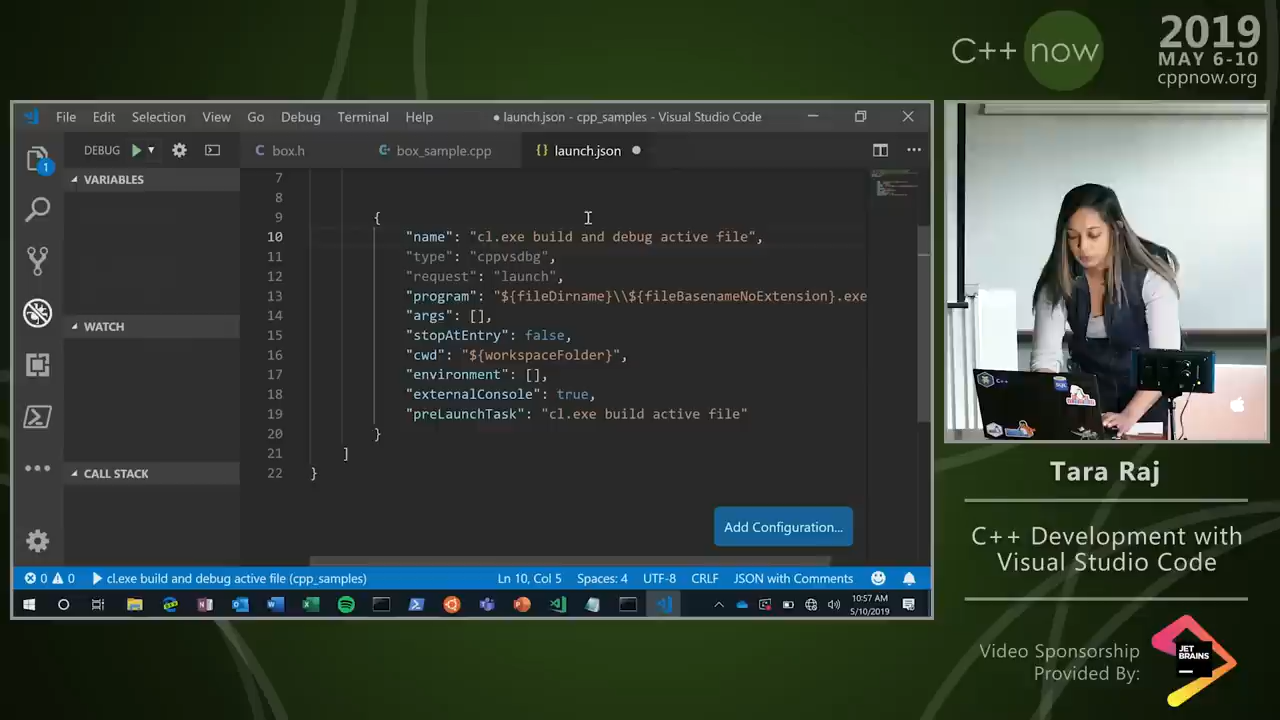 C++ now
2019
MAY 6-10
cppnow.org
File Edit Selection View Go Debug Terminal Help
● launch.json - cpp_samples - Visual Studio Code
DEBUG
box.h
box_sample.cpp
{} launch.json
1
VARIABLES
WATCH
CALL STACK
7
8
9 {
10 "name": "cl.exe build and debug active file",
11 "type": "cppvsdbg",
12 "request": "launch",
13 "program": "${fileDirname}\\${fileBasenameNoExtension}.exe
14 "args": [],
15 "stopAtEntry": false,
16 "cwd": "${workspaceFolder}",
17 "environment": [],
18 "externalConsole": true,
19 "preLaunchTask": "cl.exe build active file"
20 }
21 ]
22 }
Add Configuration...
0 0 cl.exe build and debug active file (cpp_samples) Ln 10, Col 5 Spaces: 4 UTF-8 CRLF JSON with Comments
10:57 AM
5/10/2019
Tara Raj
C++ Development with
Visual Studio Code
Video Sponsorship
Provided By:
JET
BRAINS